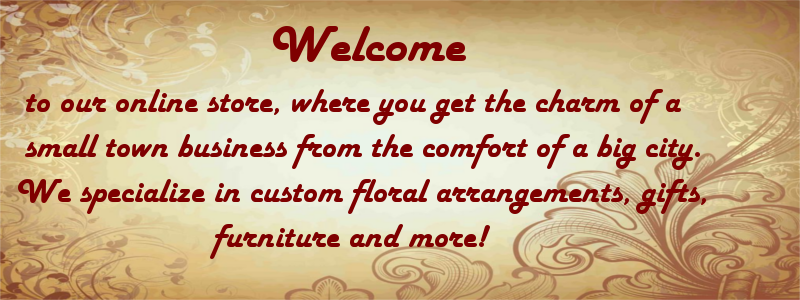 Welcome
to our online store, where you get the charm of a
small town business from the comfort of a big city.
We specialize in custom floral arrangements, gifts,
furniture and more!